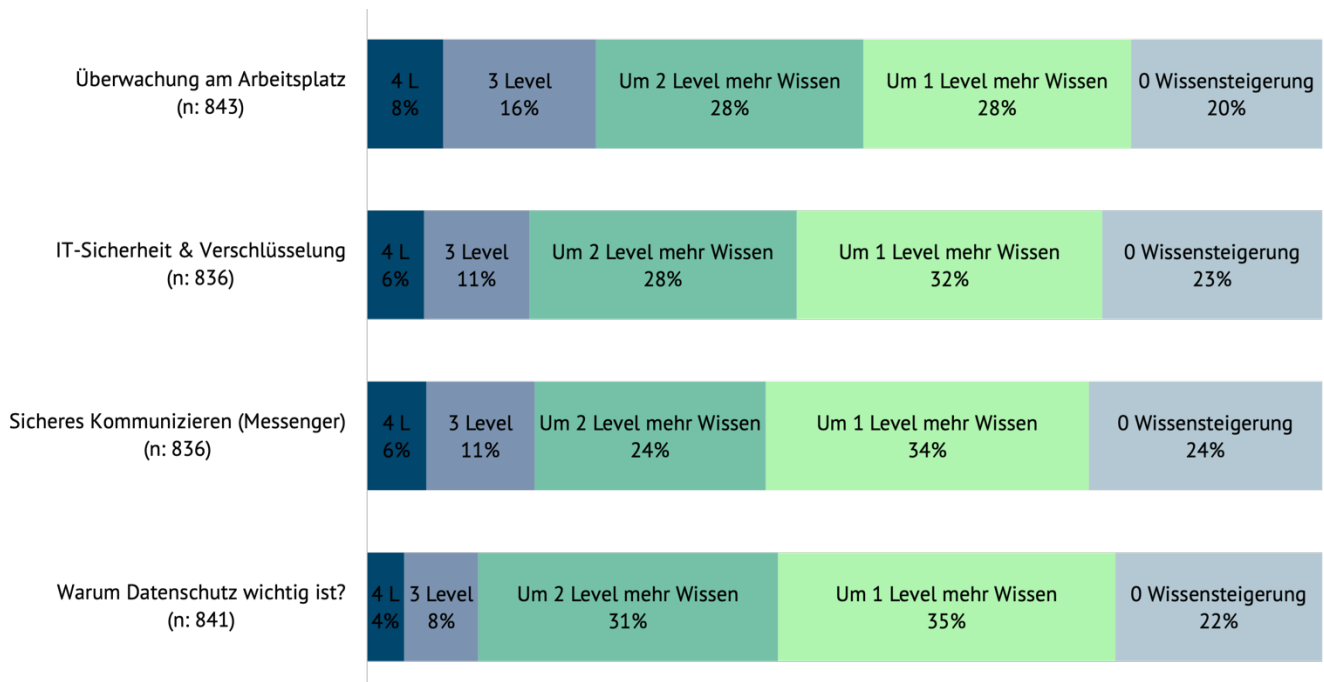 Überwachung am Arbeitsplatz
(n: 843)
4 L
8%
3 Level
16%
Um 2 Level mehr Wissen
28%
Um 1 Level mehr Wissen
28%
0 Wissensteigerung
20%
IT-Sicherheit & Verschlüsselung
(n: 836)
4 L
6%
3 Level
11%
Um 2 Level mehr Wissen
28%
Um 1 Level mehr Wissen
32%
0 Wissensteigerung
23%
Sicheres Kommunizieren (Messenger)
(n: 836)
4 L
6%
3 Level
11%
Um 2 Level mehr Wissen
24%
Um 1 Level mehr Wissen
34%
0 Wissensteigerung
24%
Warum Datenschutz wichtig ist?
(n: 841)
4 L
4%
3 Level
8%
Um 2 Level mehr Wissen
31%
Um 1 Level mehr Wissen
35%
0 Wissensteigerung
22%